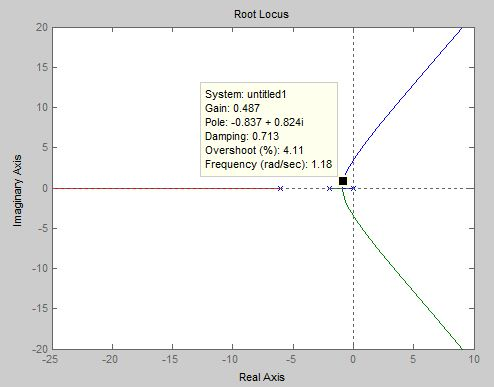 Root Locus
20
15
10
5
0
-5
-10
-15
-20
Imaginary Axis
System: untitled1
Gain: 0.487
Pole: -0.837 + 0.824i
Damping: 0.713
Overshoot (%): 4.11
Frequency (rad/sec): 1.18
-25 -20 -15 -10 -5 0 5 10
Real Axis